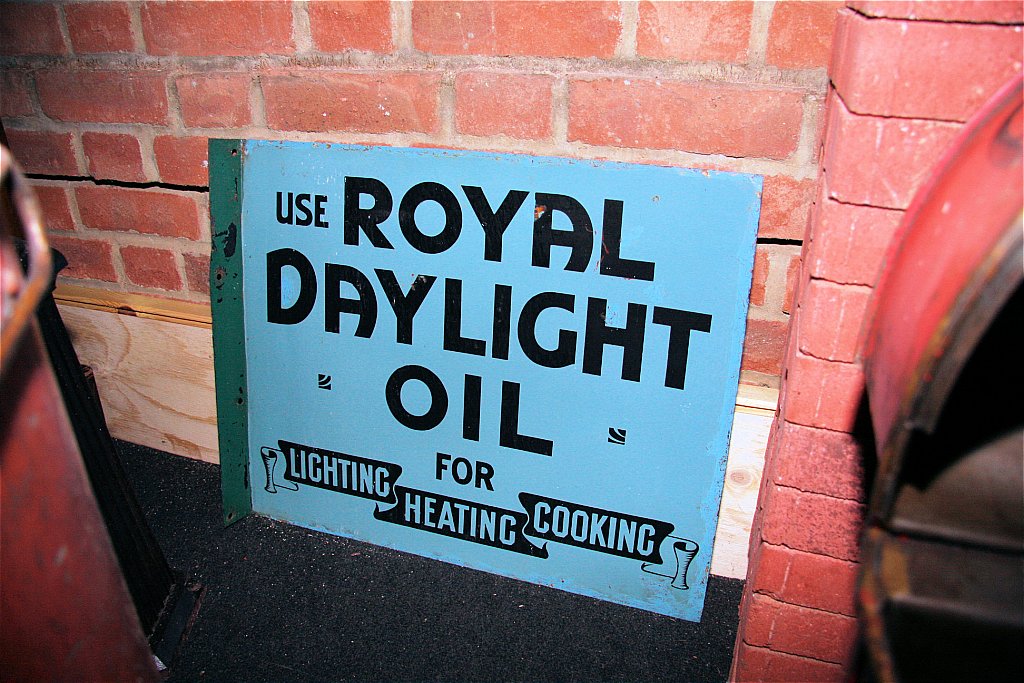 USE ROYAL
DAYLIGHT
OIL
FOR
LIGHTING
HEATING
COOKING